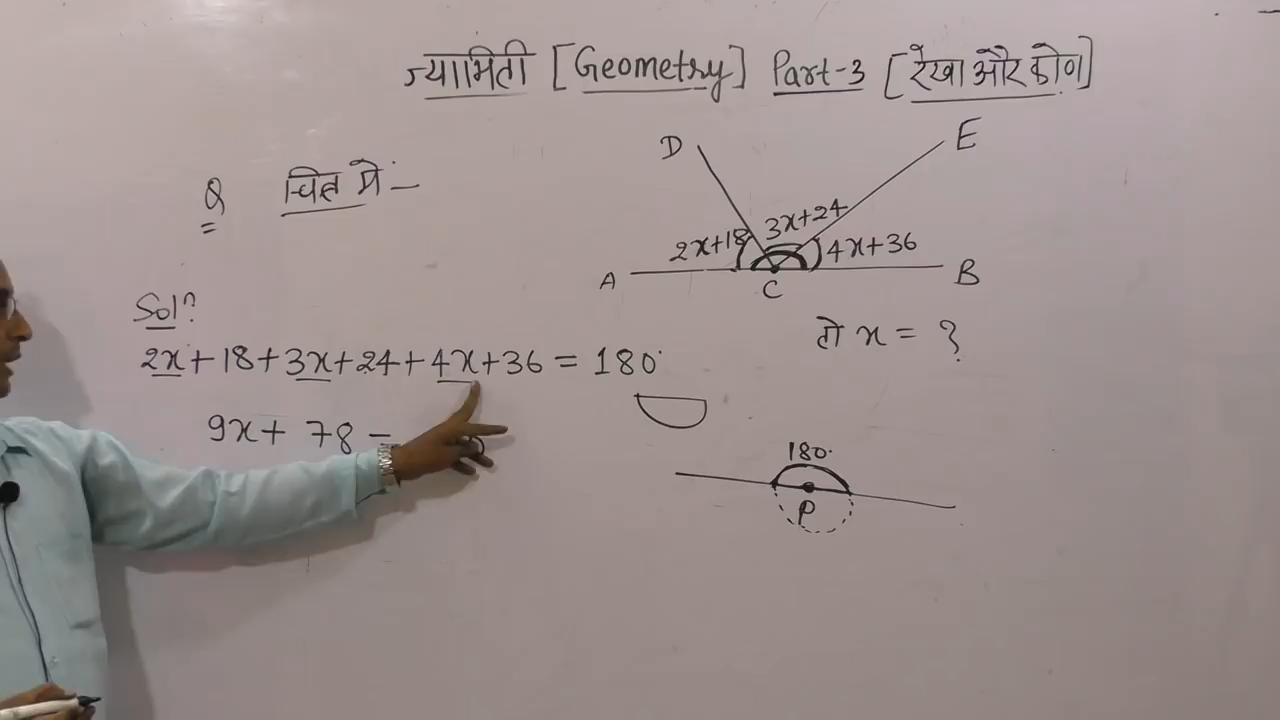 ज्यामिती [Geometry] Part-3 [रेखा और कोण]
Q चित्र में :-
D
E
2x+18
3x+24
4x+36
A
C
B
तो x = ?
Sol?
2x + 18 + 3x + 24 + 4x + 36 = 180°
9x + 78 =
180°
P